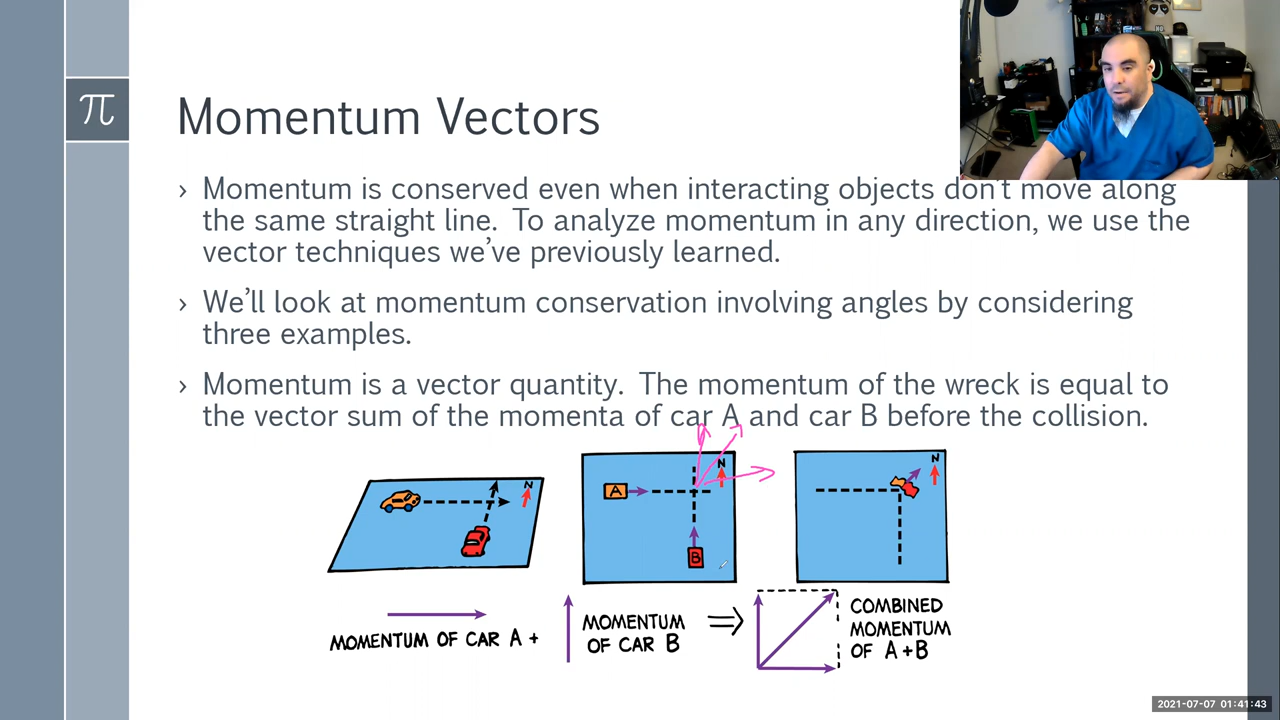 π
Momentum Vectors
› Momentum is conserved even when interacting objects don't move along
the same straight line. To analyze momentum in any direction, we use the
vector techniques we've previously learned.
› We'll look at momentum conservation involving angles by considering
three examples.
› Momentum is a vector quantity. The momentum of the wreck is equal to
the vector sum of the momenta of car A and car B before the collision.
N
A
N
B
N
MOMENTUM OF CAR A +
MOMENTUM
OF CAR B
⇒
COMBINED
MOMENTUM
OF A+B
2021-07-07 01:41:43